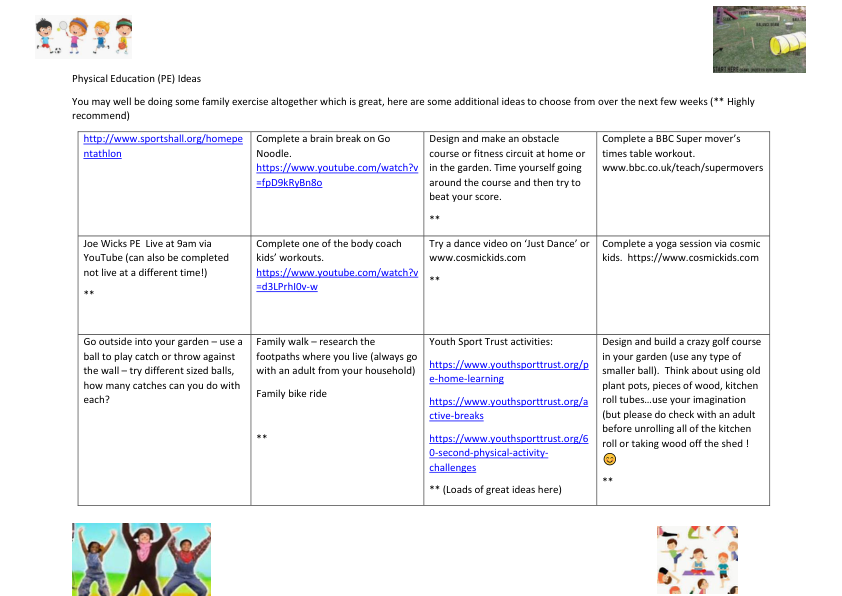 Physical Education (PE) Ideas
You may well be doing some family exercise altogether which is great, here are some additional ideas to choose from over the next few weeks (** Highly
recommend)
http://www.sportshall.org/homepe
ntathlon
Complete a brain break on Go
Noodle.
https://www.youtube.com/watch?v
=fpD9kRyBn8o
Design and make an obstacle
course or fitness circuit at home or
in the garden. Time yourself going
around the course and then try to
beat your score.
**
Complete a BBC Super mover's
times table workout.
www.bbc.co.uk/teach/supermovers
Joe Wicks PE  Live at 9am via
YouTube (can also be completed
not live at a different time!)
**
Complete one of the body coach
kids' workouts.
https://www.youtube.com/watch?v
=d3LPrhI0v-w
Try a dance video on 'Just Dance' or
www.cosmickids.com
**
Complete a yoga session via cosmic
kids.  https://www.cosmickids.com
Go outside into your garden – use a
ball to play catch or throw against
the wall – try different sized balls,
how many catches can you do with
each?
Family walk – research the
footpaths where you live (always go
with an adult from your household)
Family bike ride
**
Youth Sport Trust activities:
https://www.youthsporttrust.org/p
e-home-learning
https://www.youthsporttrust.org/a
ctive-breaks
https://www.youthsporttrust.org/6
0-second-physical-activity-
challenges
** (Loads of great ideas here)
Design and build a crazy golf course
in your garden (use any type of
smaller ball).  Think about using old
plant pots, pieces of wood, kitchen
roll tubes…use your imagination
(but please do check with an adult
before unrolling all of the kitchen
roll or taking wood off the shed !
😊
**